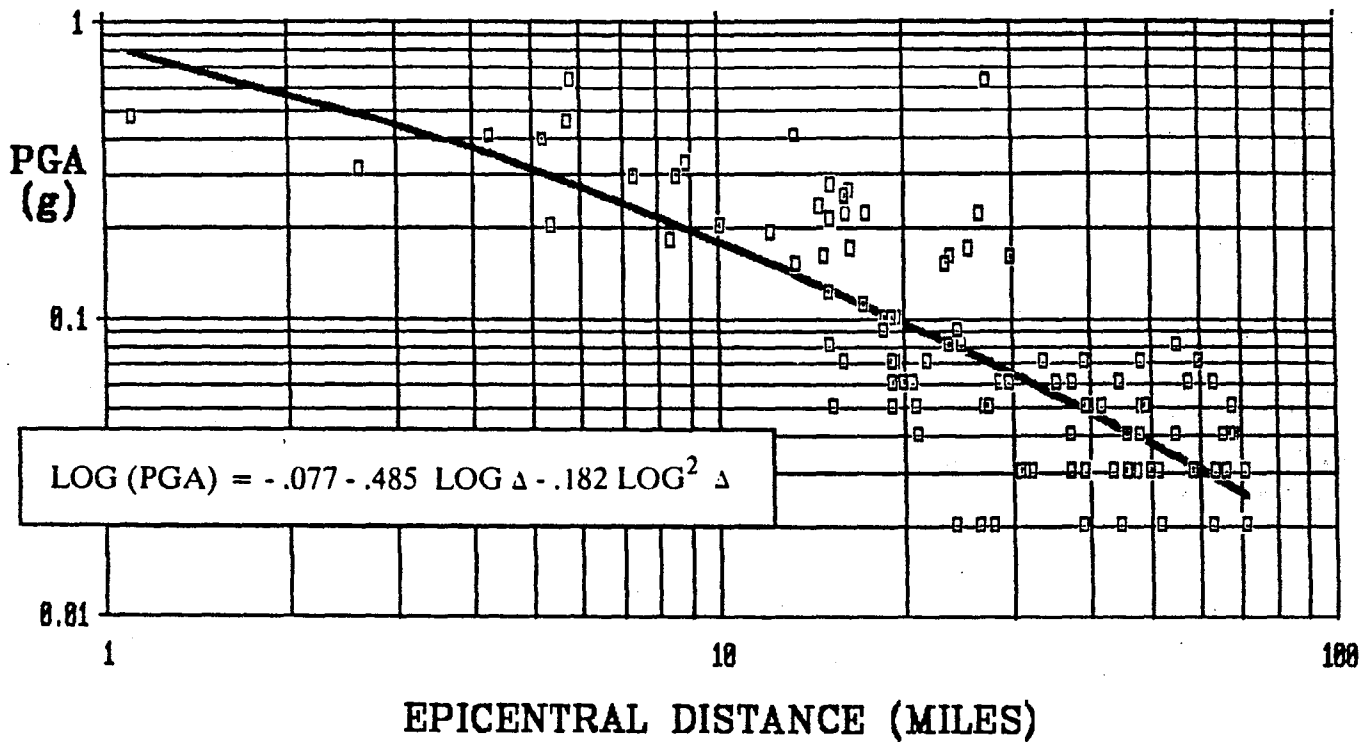 1
PGA
(g)
0.1
LOG (PGA) = - .077 - .485 LOG Δ - .182 LOG² Δ
0.01
1 10 100
EPICENTRAL DISTANCE (MILES)